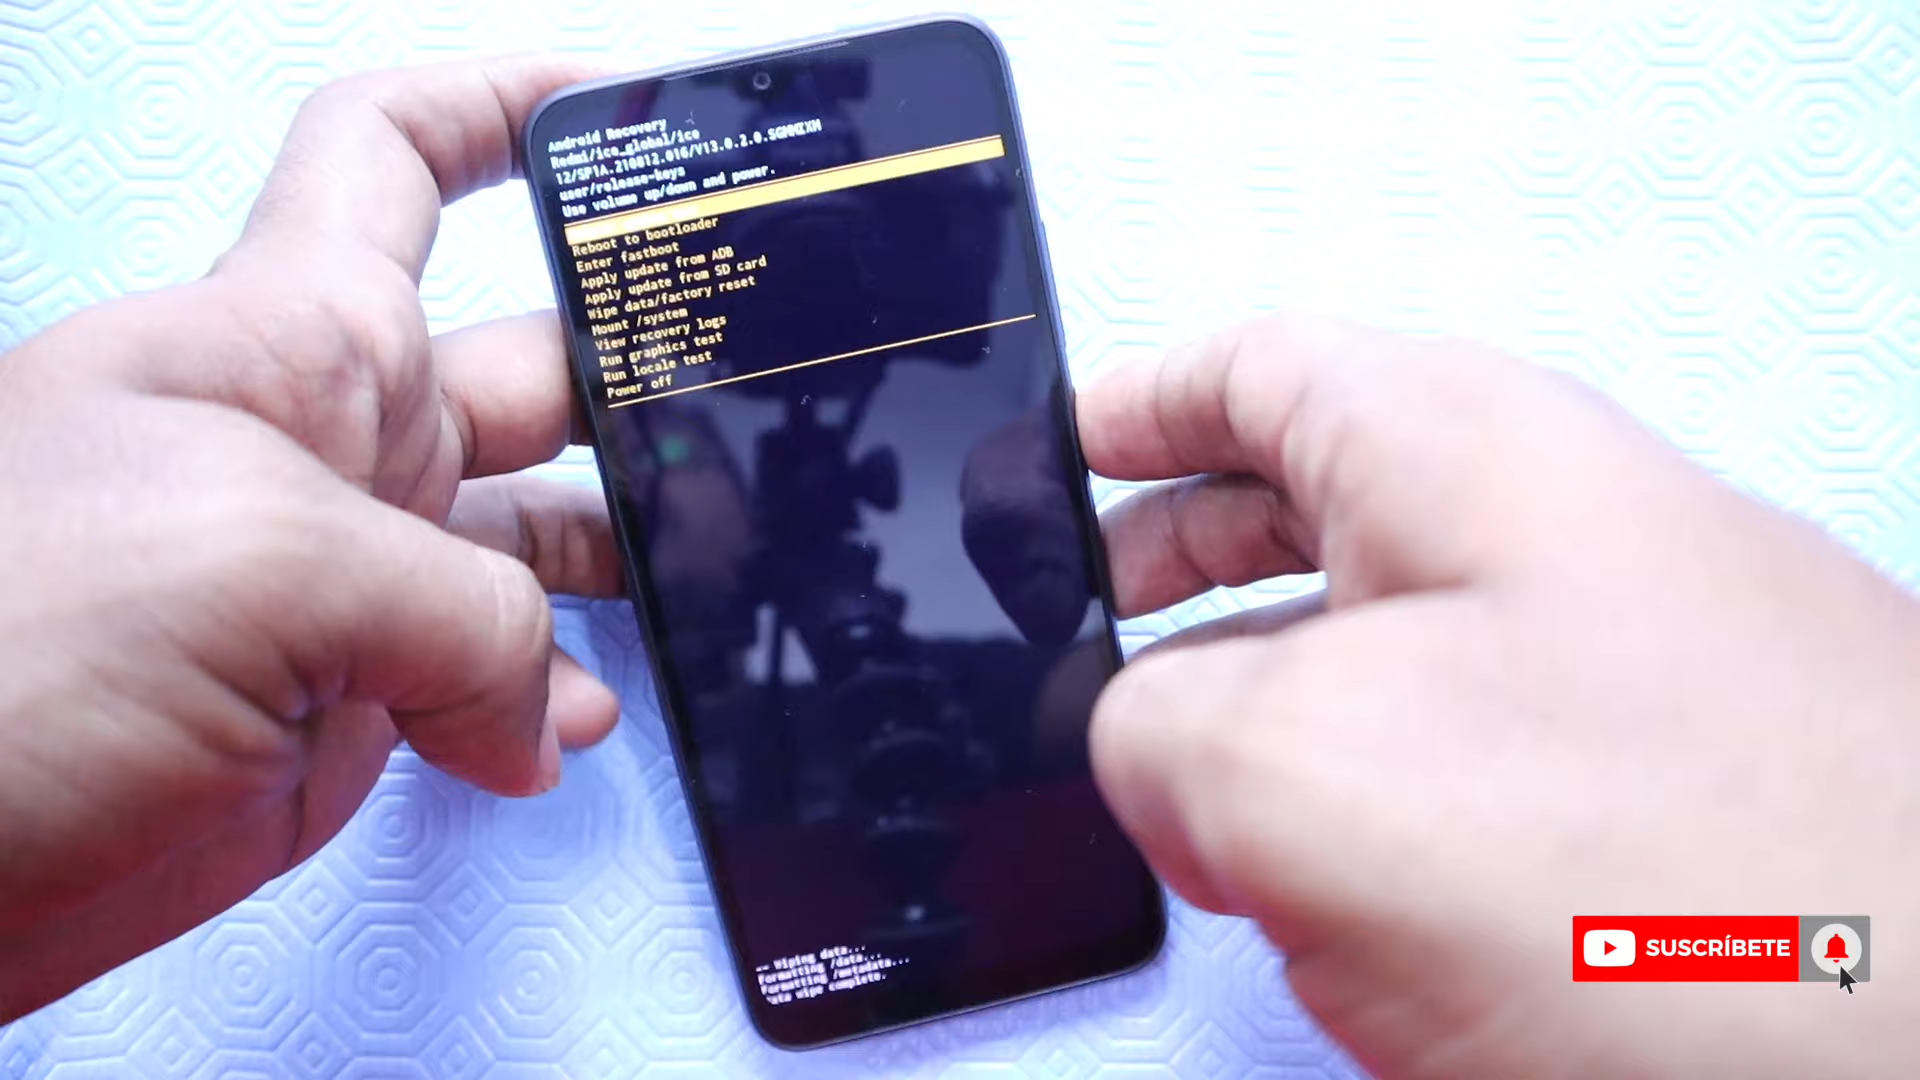 Android Recovery
Redmi/ice_global/ice
12/SP1A.210812.016/V13.0.2.0.SGMMIXM
user/release-keys
Use volume up/down and power.
Reboot to bootloader
Enter fastboot
Apply update from ADB
Apply update from SD card
Wipe data/factory reset
Mount /system
View recovery logs
Run graphics test
Run locale test
Power off
-- Wiping data...
Formatting /data...
Formatting /metadata...
Data wipe complete.
SUSCRÍBETE